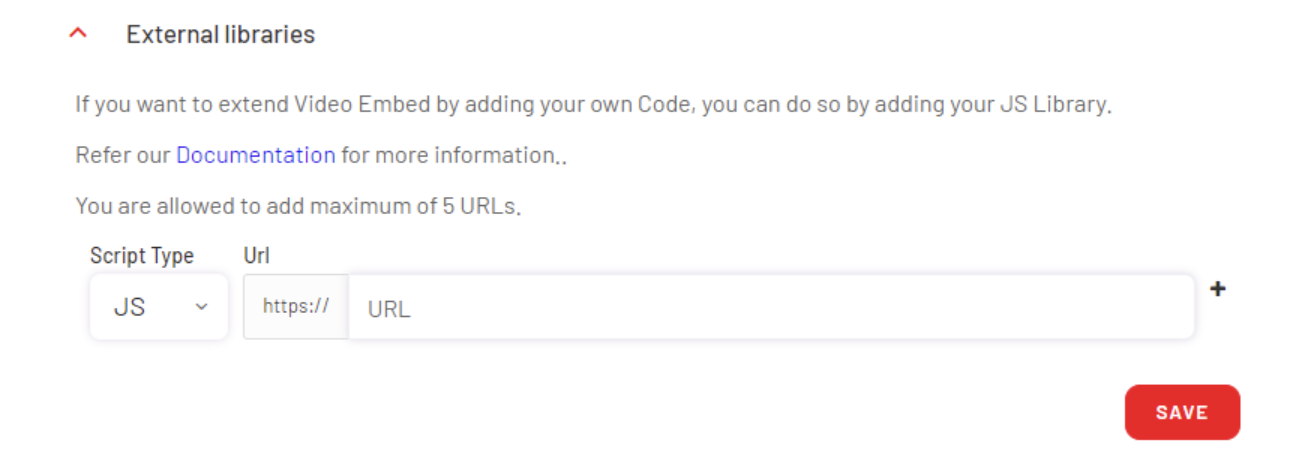 External libraries
If you want to extend Video Embed by adding your own Code, you can do so by adding your JS Library.
Refer our Documentation for more information..
You are allowed to add maximum of 5 URLs.
Script Type Url
JS https:// URL
SAVE